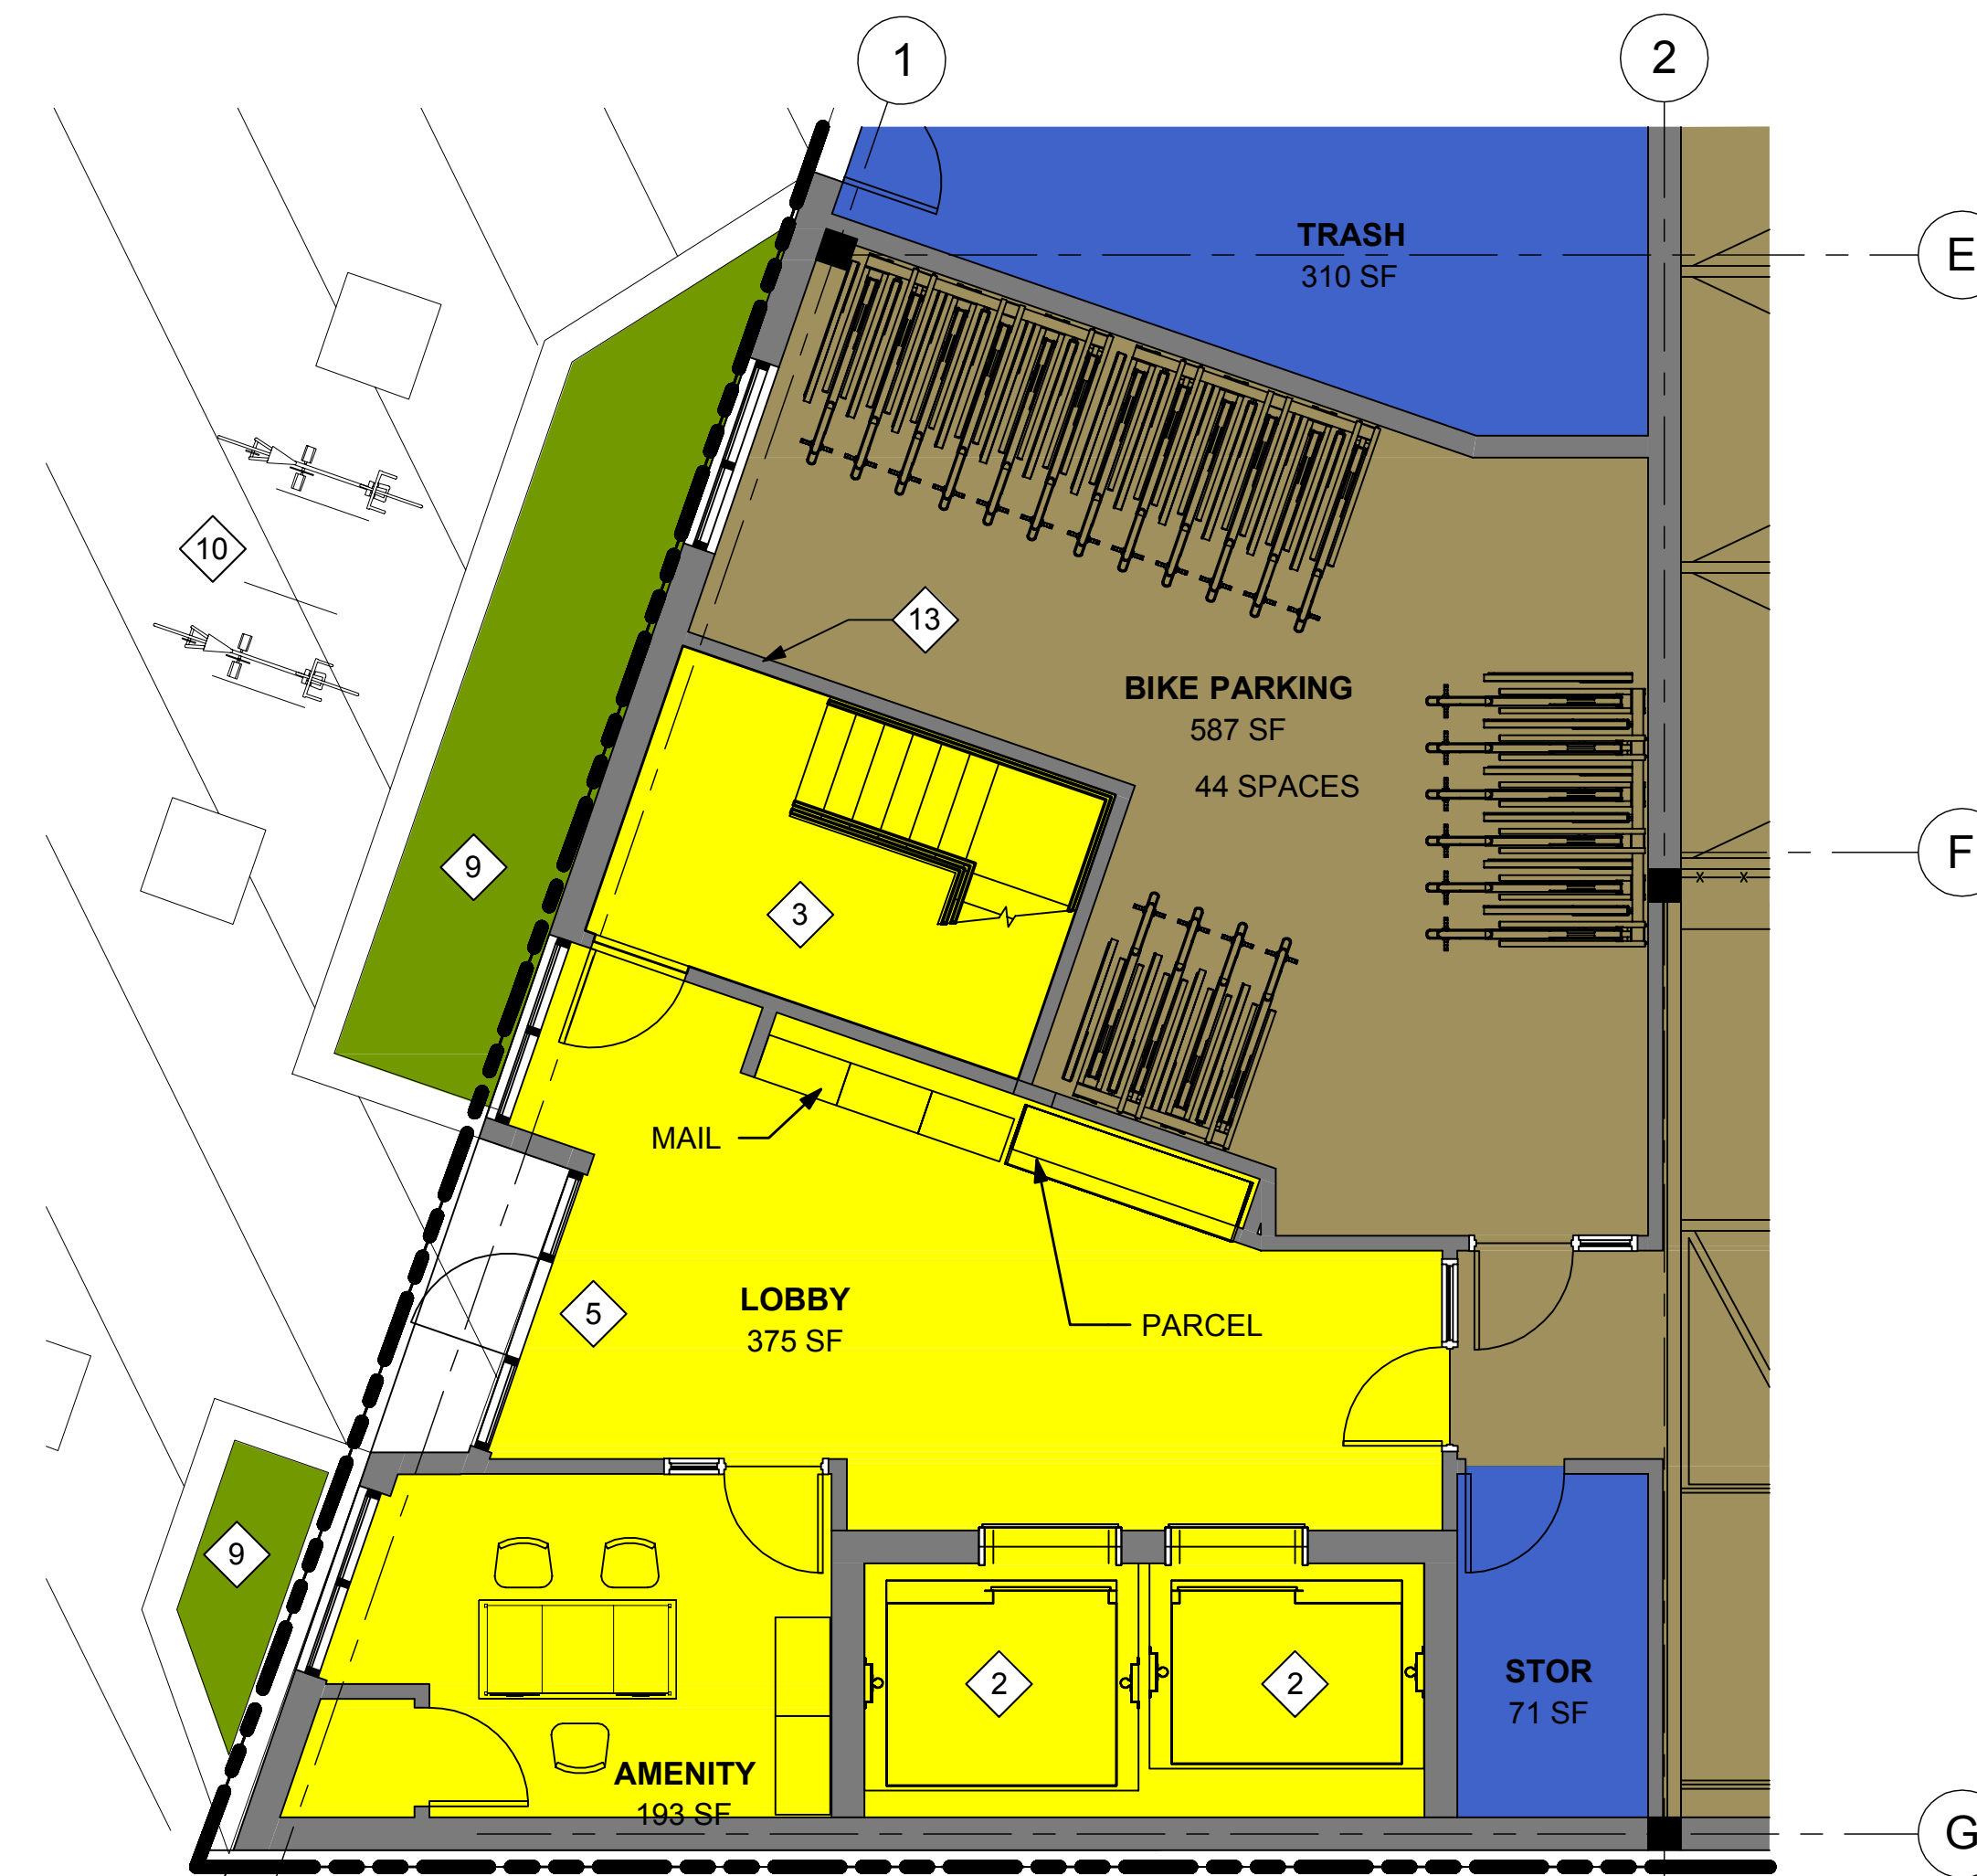 1
2
TRASH
310 SF
E
10
13
BIKE PARKING
587 SF
44 SPACES
F
9
3
MAIL
LOBBY
375 SF
5
PARCEL
9
2
2
STOR
71 SF
AMENITY
193 SF
G